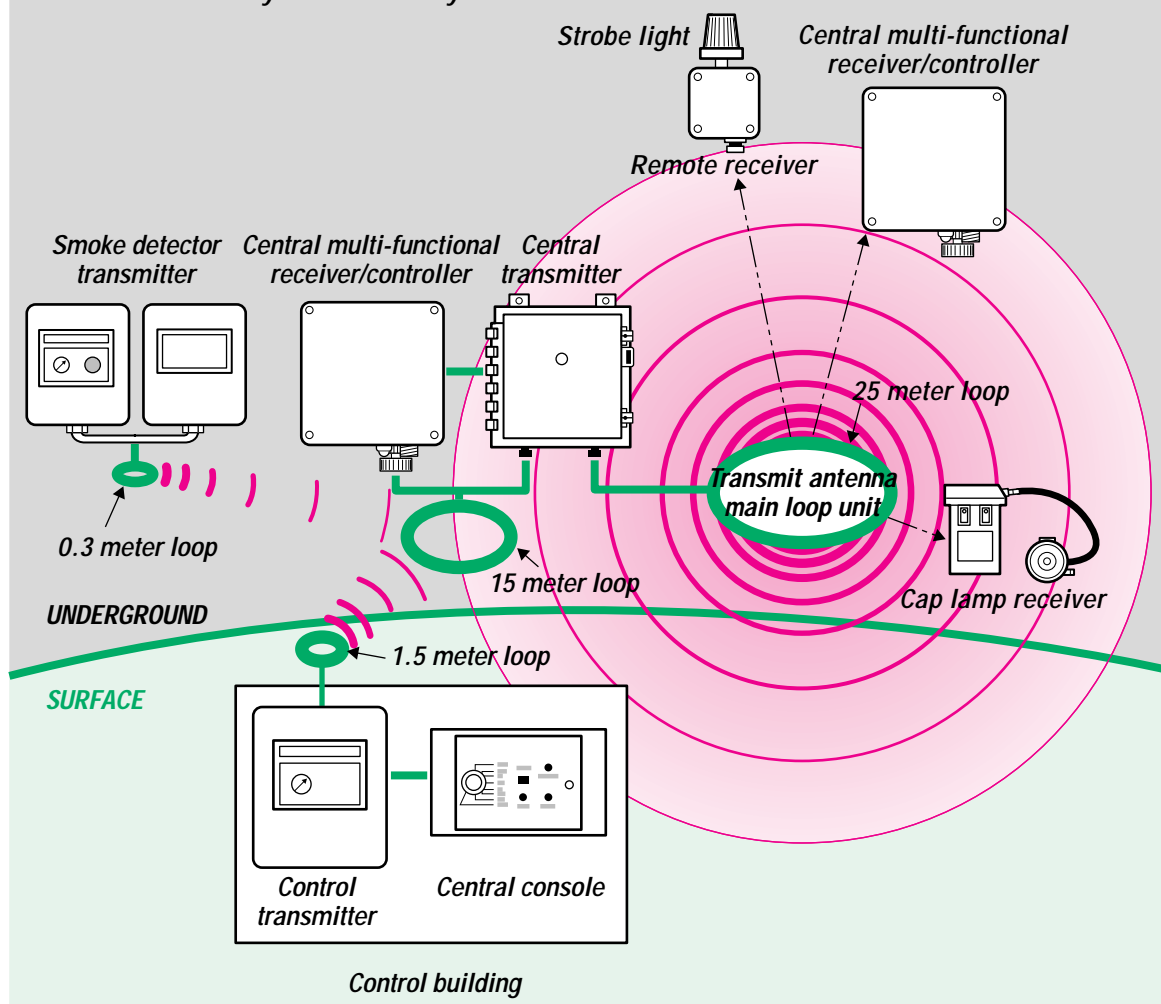 Strobe light
Central multi-functional
receiver/controller
Remote receiver
Smoke detector
transmitter
Central multi-functional
receiver/controller
Central
transmitter
25 meter loop
Transmit antenna
main loop unit
0.3 meter loop
15 meter loop
Cap lamp receiver
UNDERGROUND
1.5 meter loop
SURFACE
Control
transmitter
Central console
Control building